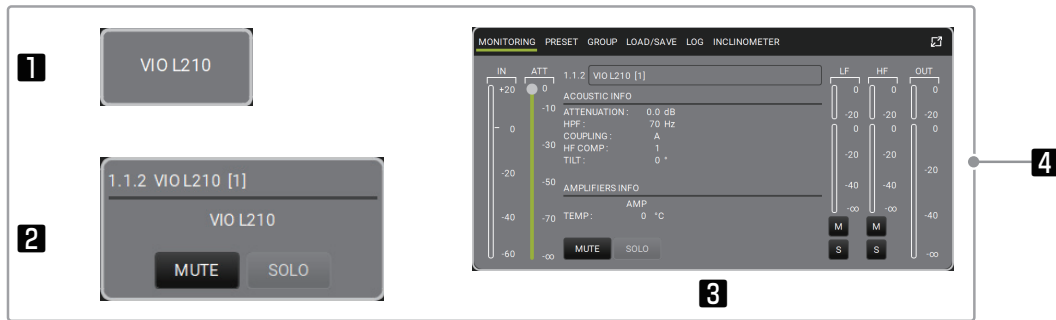 1
VIO L210
2
1.1.2 VIO L210 [1]
VIO L210
MUTE SOLO
MONITORING PRESET GROUP LOAD/SAVE LOG INCLINOMETER
IN ATT LF HF OUT
1.1.2 VIO L210 [1]
+20 0 0 0 0
ACOUSTIC INFO
-10 ATTENUATION : 0.0 dB -20 -20 -20
HPF : 70 Hz
0 COUPLING : A 0 0 0
-30 HF COMP : 1
TILT : 0 °
-20 -20 -20 -20
-50 AMPLIFIERS INFO -40 -40
AMP
-40 -70 TEMP : 0 °C -∞ -∞ -40
M M
-60 -∞ MUTE SOLO S S -∞
3
4